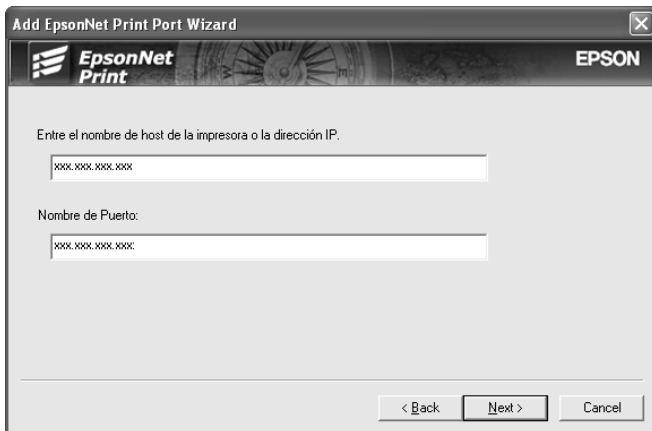 Add EpsonNet Print Port Wizard
EpsonNet
Print
EPSON
Entre el nombre de host de la impresora o la dirección IP.
xxx.xxx.xxx.xxx
Nombre de Puerto:
xxx.xxx.xxx.xxx:
< Back
Next >
Cancel